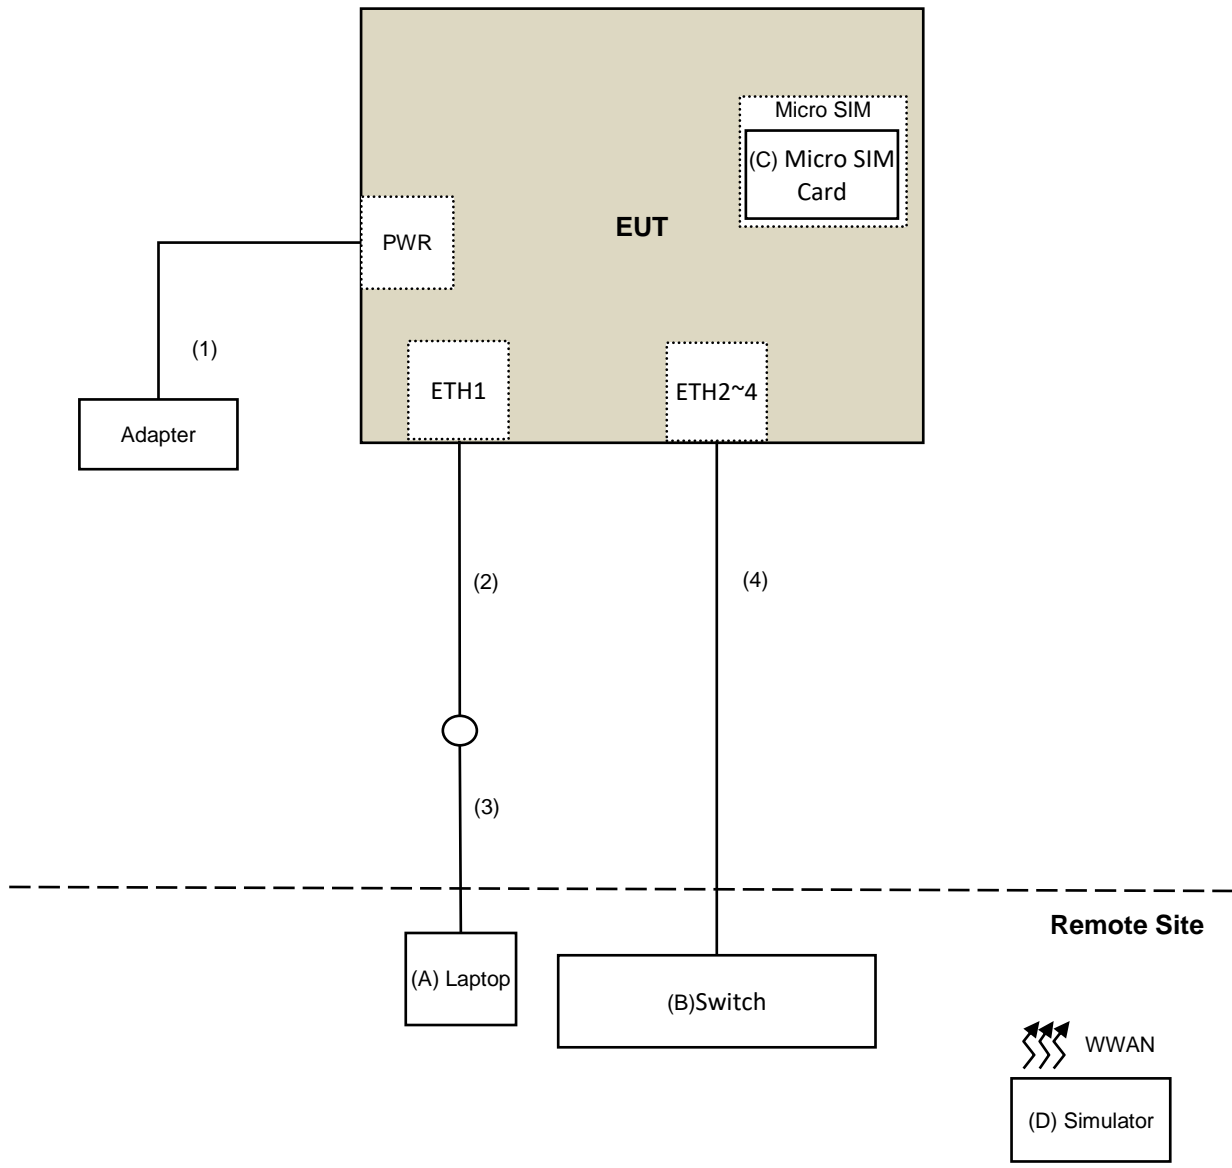 Micro SIM
(C) Micro SIM
Card
EUT
PWR
(1)
ETH1
ETH2~4
Adapter
(2)
(4)
(3)
Remote Site
(A) Laptop
(B)Switch
WWAN
(D) Simulator